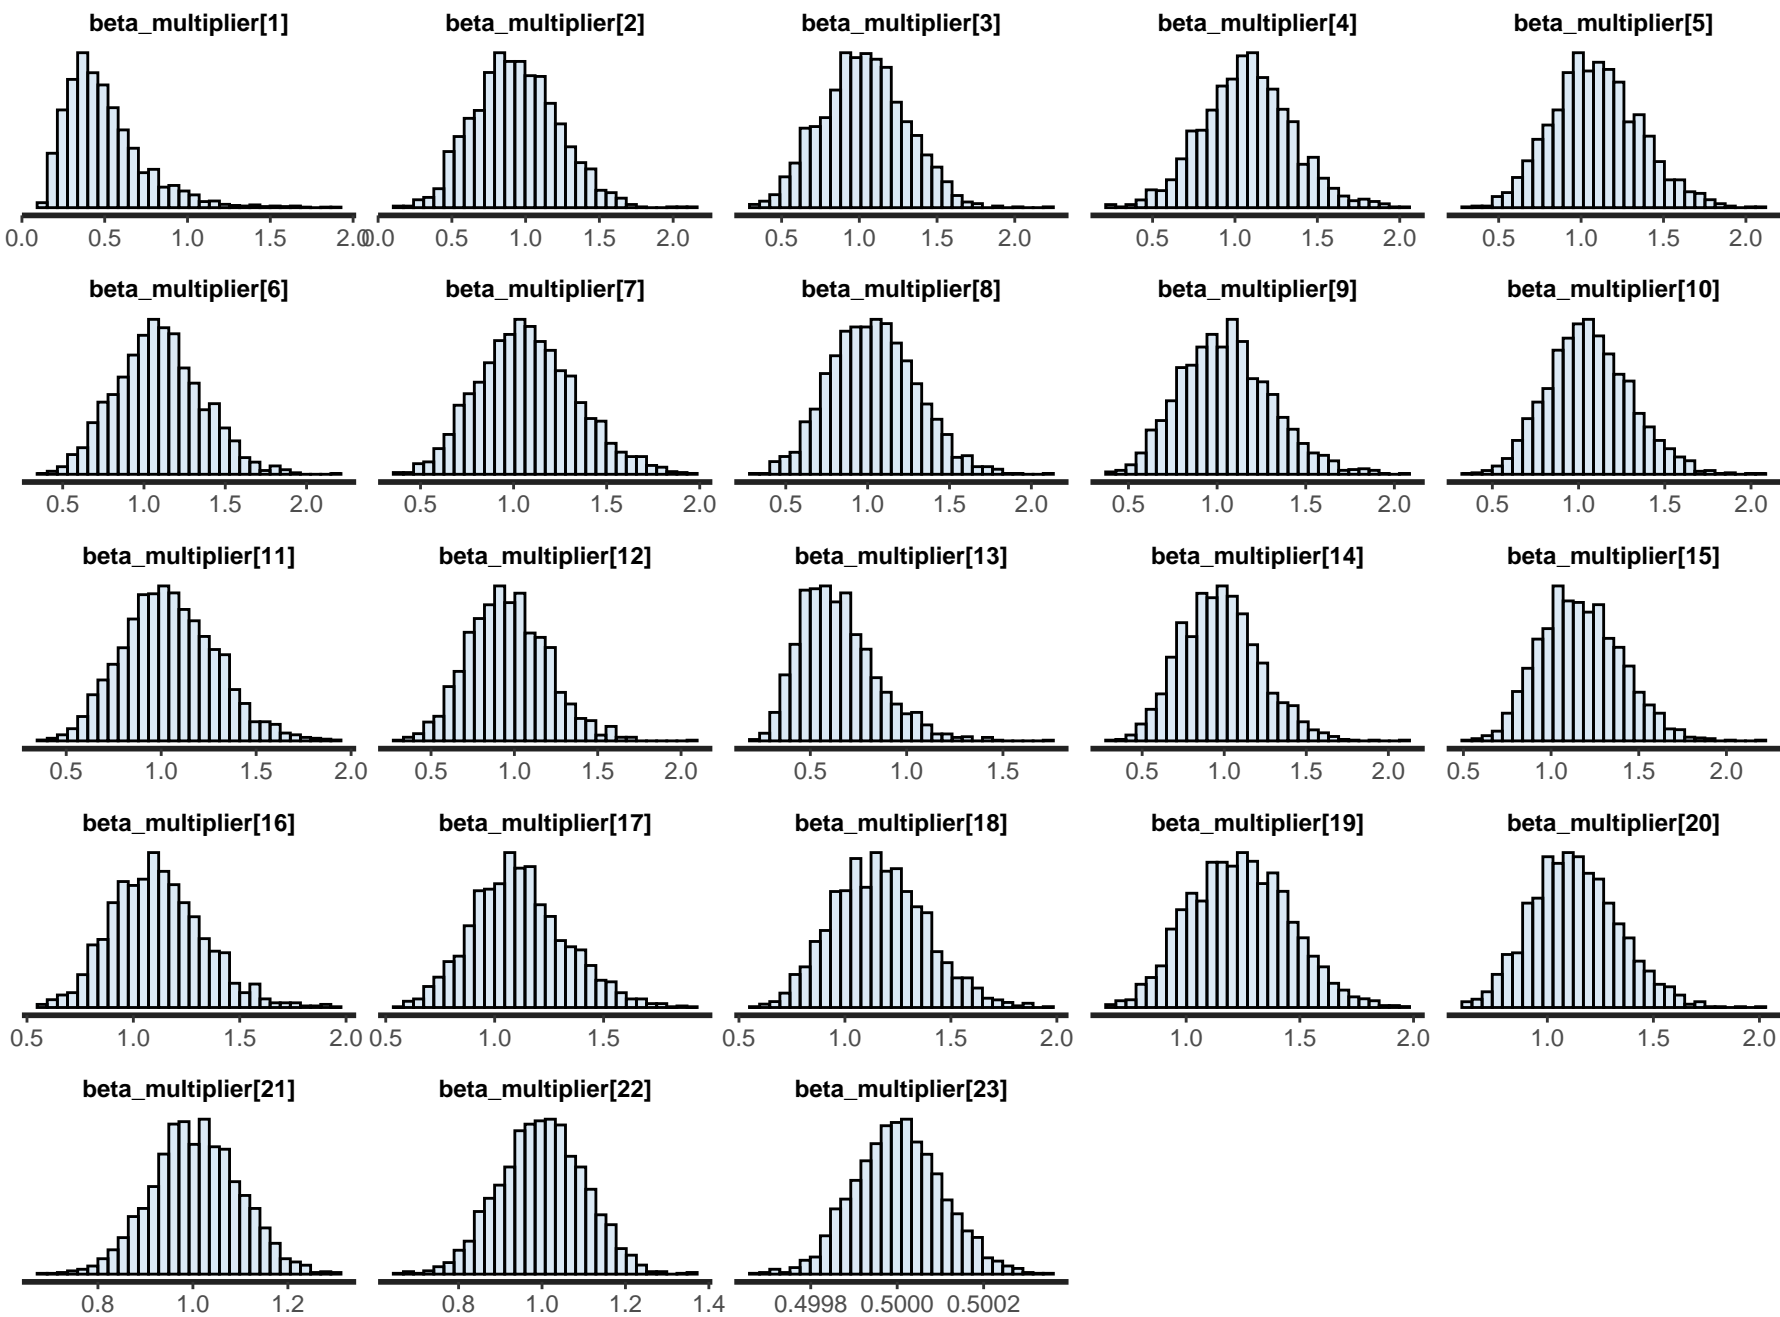 beta_multiplier[1] beta_multiplier[2] beta_multiplier[3] beta_multiplier[4] beta_multiplier[5]
0.0 0.5 1.0 1.5 2.0 0.0 0.5 1.0 1.5 2.0 0.5 1.0 1.5 2.0 0.5 1.0 1.5 2.0 0.5 1.0 1.5 2.0
beta_multiplier[6] beta_multiplier[7] beta_multiplier[8] beta_multiplier[9] beta_multiplier[10]
0.5 1.0 1.5 2.0 0.5 1.0 1.5 2.0 0.5 1.0 1.5 2.0 0.5 1.0 1.5 2.0 0.5 1.0 1.5 2.0
beta_multiplier[11] beta_multiplier[12] beta_multiplier[13] beta_multiplier[14] beta_multiplier[15]
0.5 1.0 1.5 2.0 0.5 1.0 1.5 2.0 0.5 1.0 1.5 0.5 1.0 1.5 2.0 0.5 1.0 1.5 2.0
beta_multiplier[16] beta_multiplier[17] beta_multiplier[18] beta_multiplier[19] beta_multiplier[20]
0.5 1.0 1.5 2.0 0.5 1.0 1.5 0.5 1.0 1.5 2.0 1.0 1.5 2.0 1.0 1.5 2.0
beta_multiplier[21] beta_multiplier[22] beta_multiplier[23]
0.8 1.0 1.2 0.8 1.0 1.2 1.4 0.4998 0.5000 0.5002